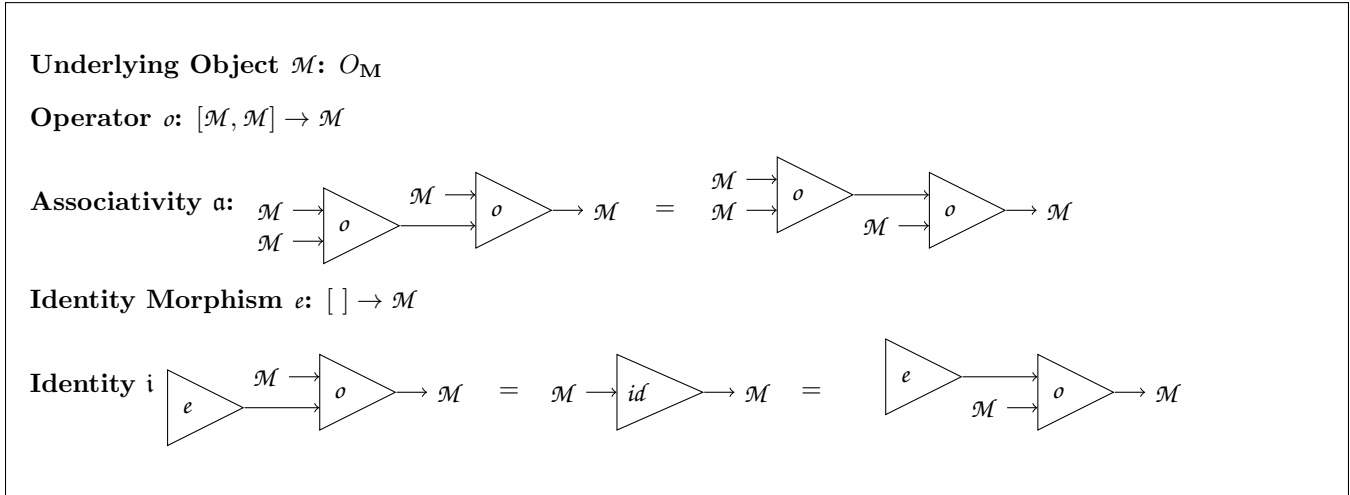 Underlying Object ℳ: O_M
Operator o: [ℳ, ℳ] → ℳ
Associativity 𝔞: ℳ ℳ o ℳ o ℳ = ℳ ℳ o ℳ o ℳ
Identity Morphism e: [ ] → ℳ
Identity 𝔦 e ℳ o ℳ = ℳ id ℳ = e ℳ o ℳ